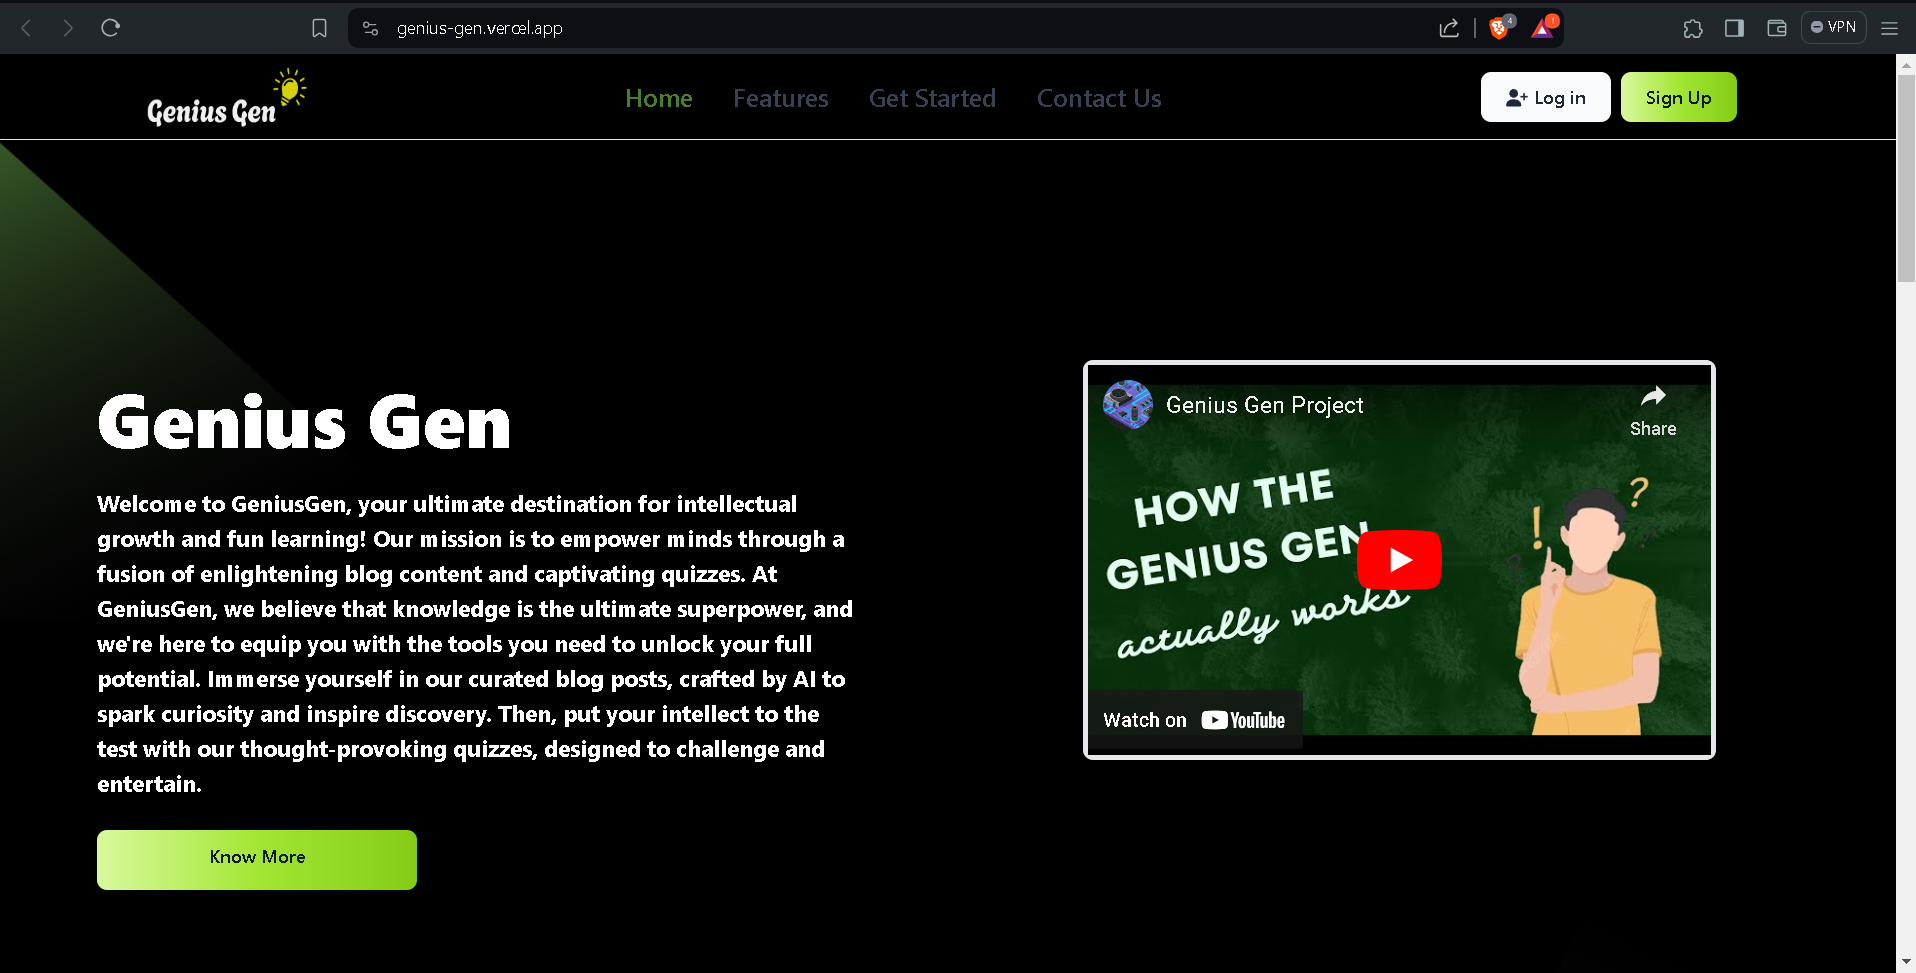 genius-gen.vercel.app
4
1
VPN
Genius Gen
Home
Features
Get Started
Contact Us
Log in
Sign Up
Genius Gen
Welcome to GeniusGen, your ultimate destination for intellectual
growth and fun learning! Our mission is to empower minds through a
fusion of enlightening blog content and captivating quizzes. At
GeniusGen, we believe that knowledge is the ultimate superpower, and
we're here to equip you with the tools you need to unlock your full
potential. Immerse yourself in our curated blog posts, crafted by AI to
spark curiosity and inspire discovery. Then, put your intellect to the
test with our thought-provoking quizzes, designed to challenge and
entertain.
Know More
Genius Gen Project
Share
HOW THE
GENIUS GEN
actually works
Watch on YouTube